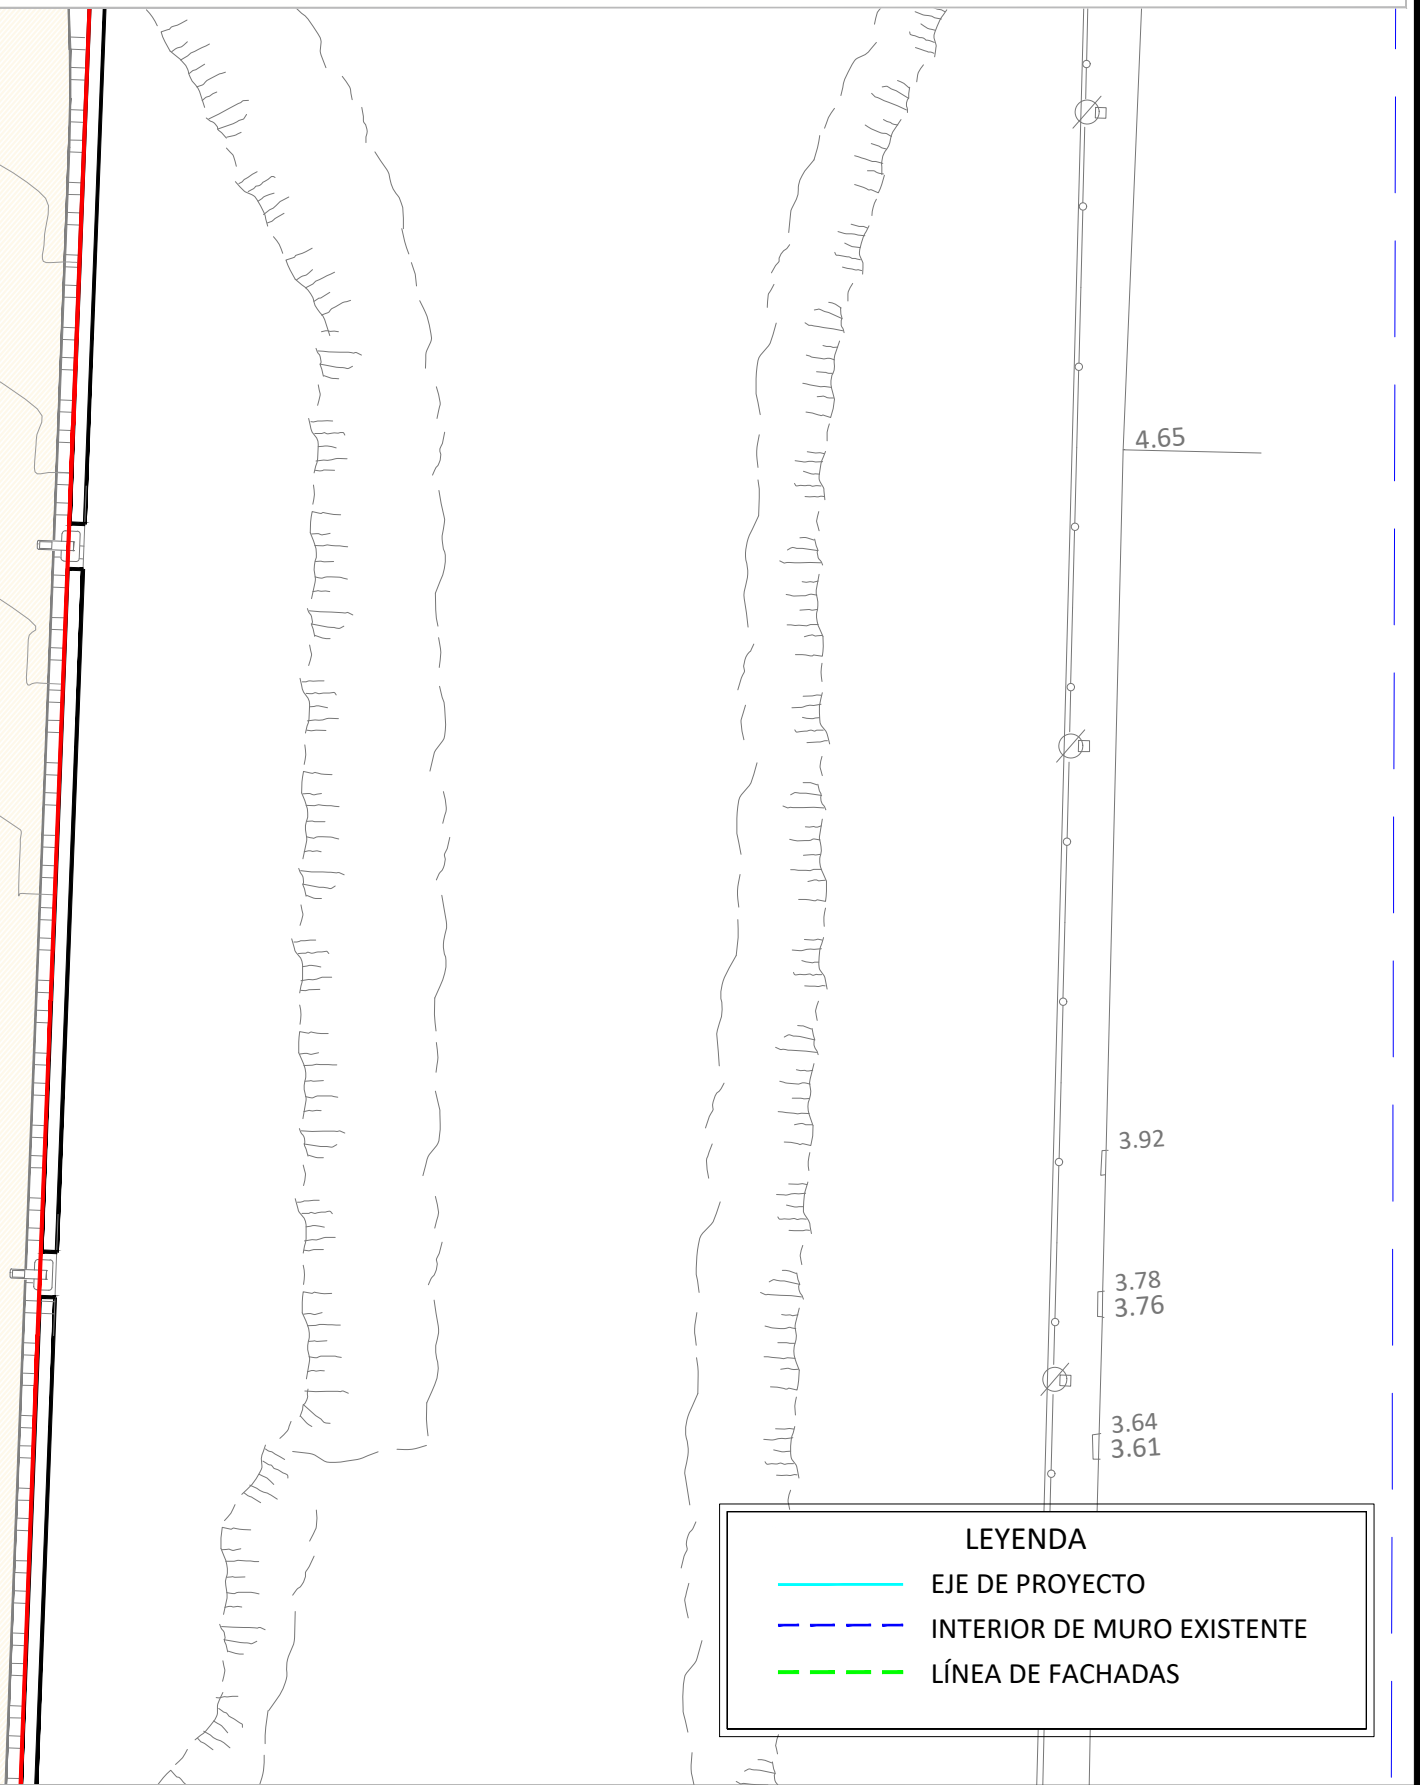 4.65
3.92
3.78
3.76
3.64
3.61
LEYENDA
EJE DE PROYECTO
INTERIOR DE MURO EXISTENTE
LÍNEA DE FACHADAS